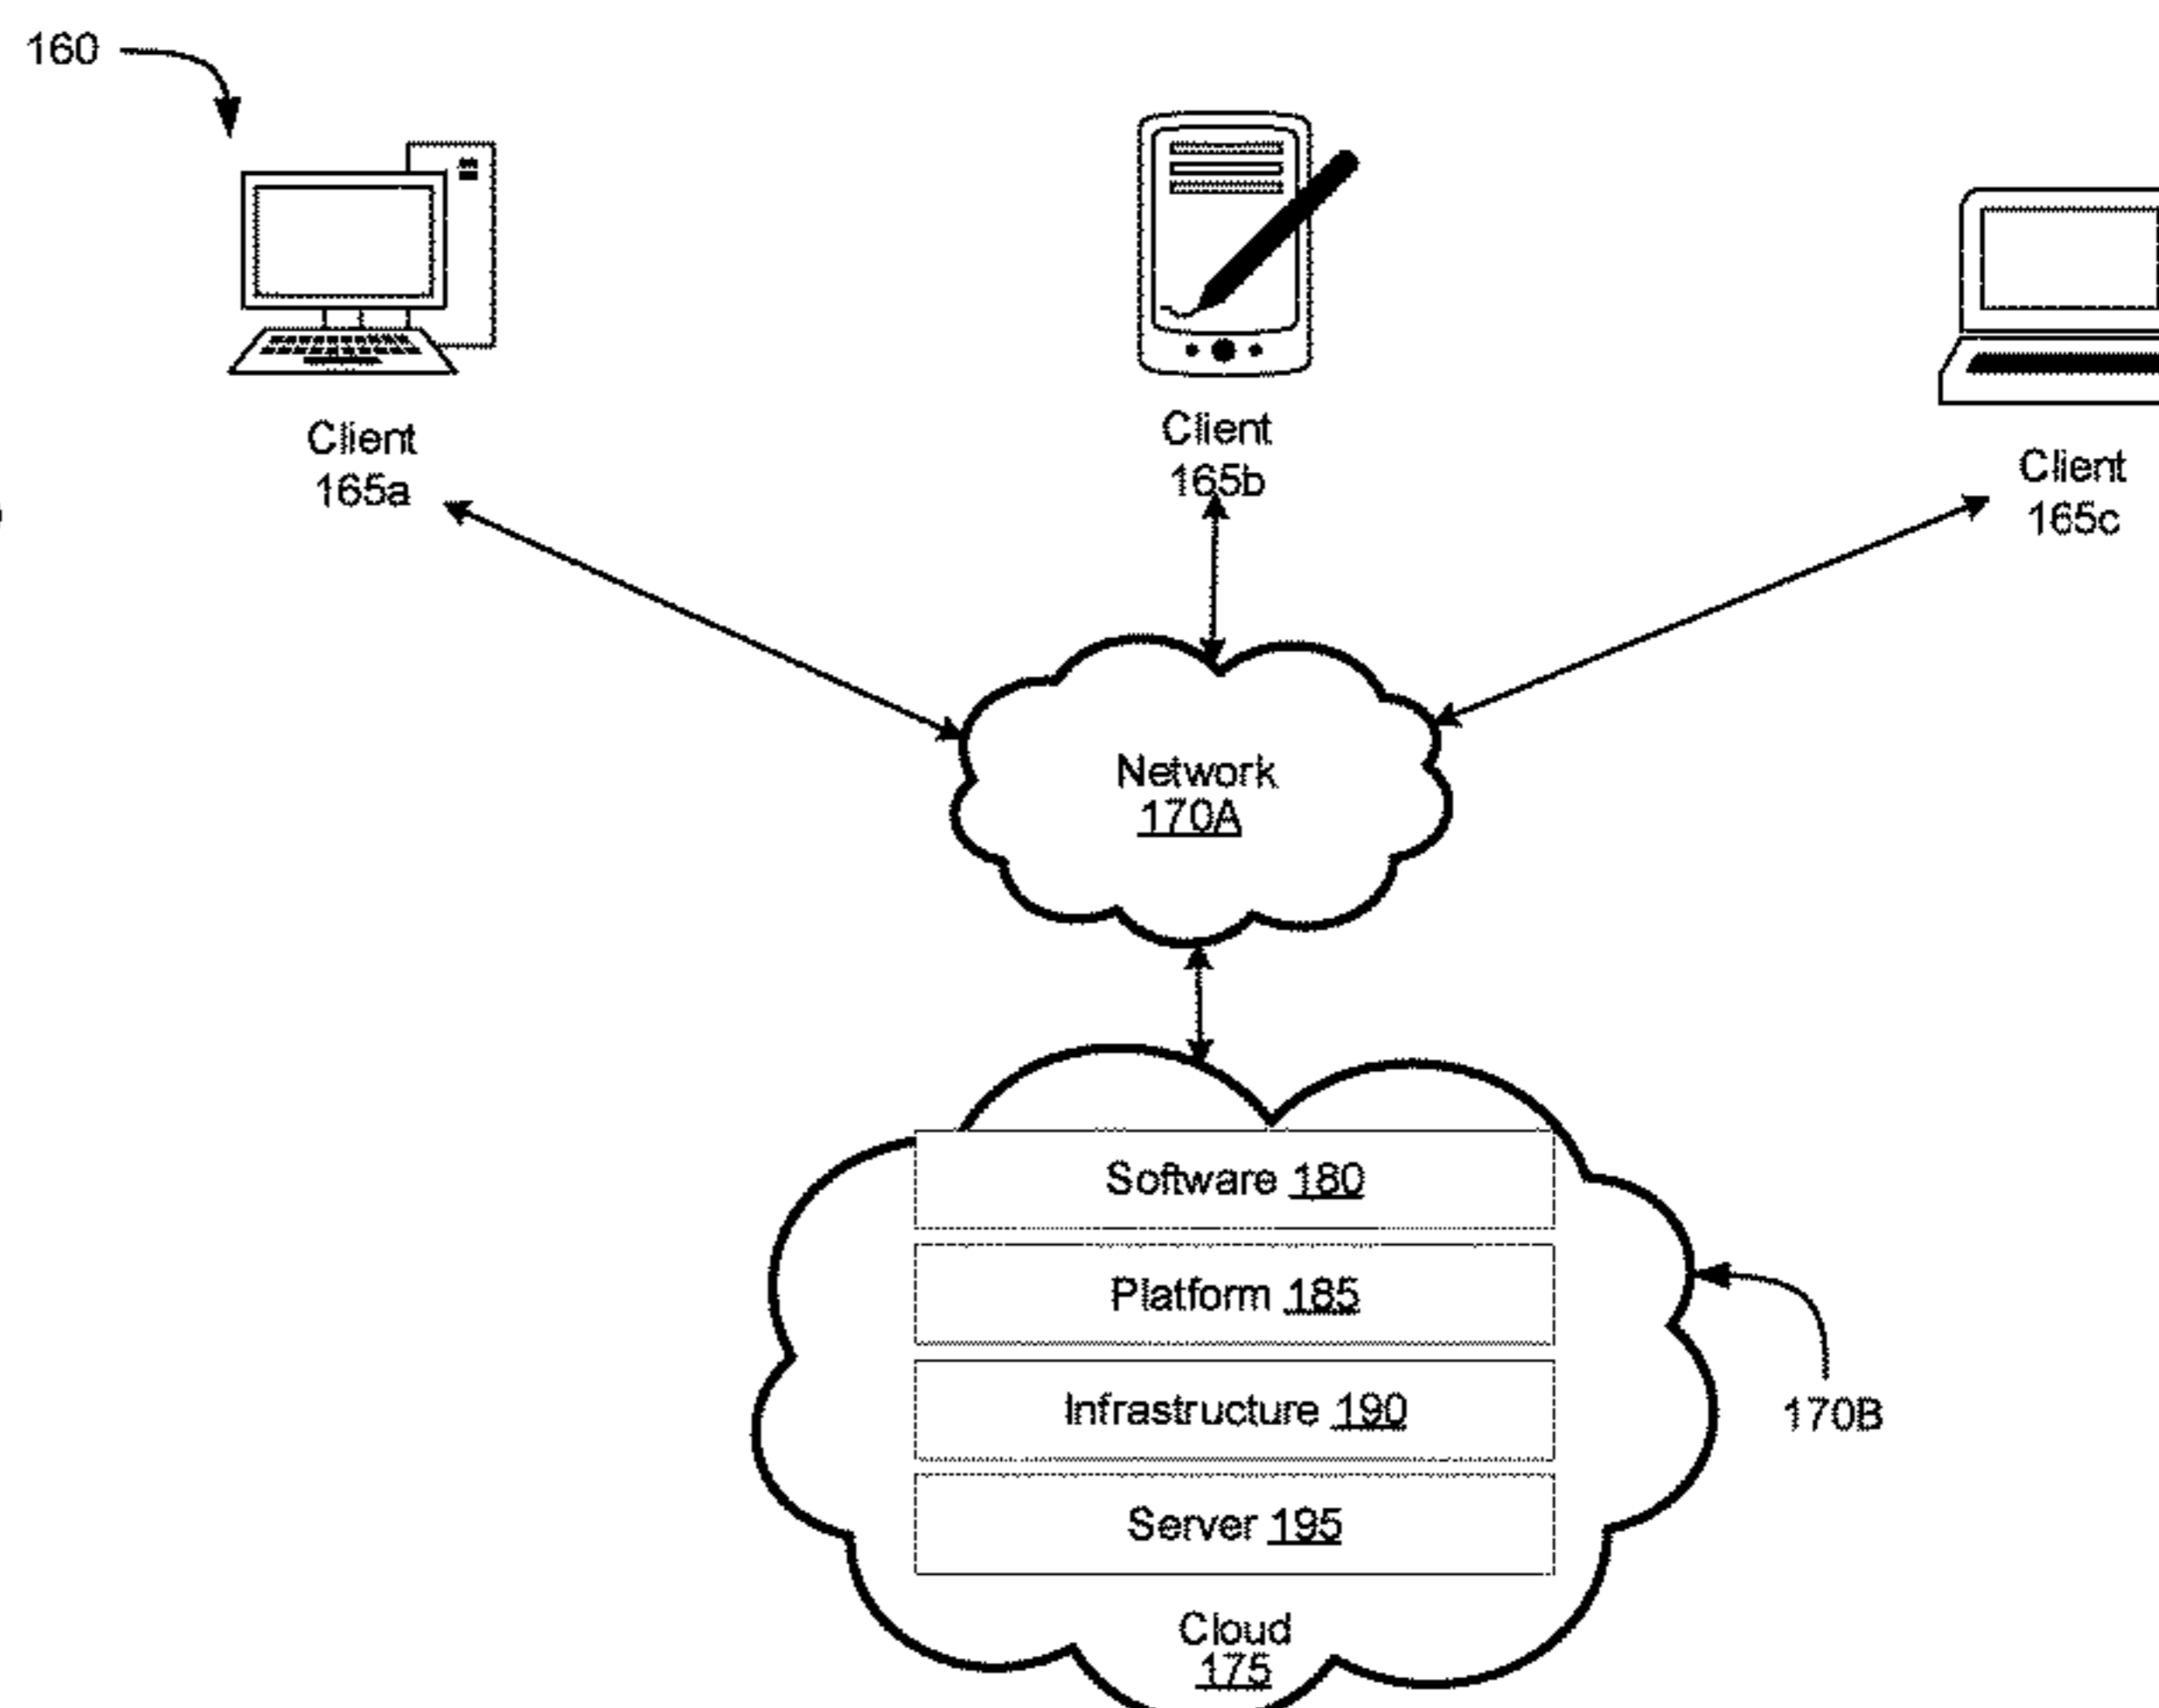 160
Client
165a
Client
165b
Client
165c
Network
170A
Software 180
Platform 185
Infrastructure 190
Server 195
170B
Cloud
175